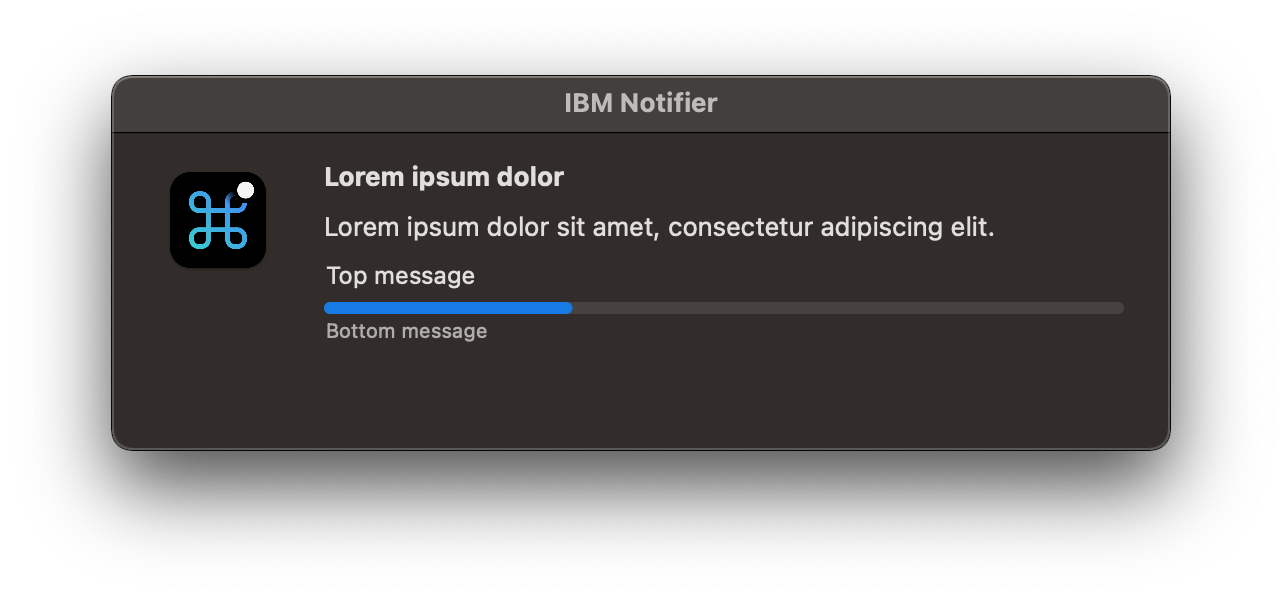 IBM Notifier
Lorem ipsum dolor
Lorem ipsum dolor sit amet, consectetur adipiscing elit.
Top message
Bottom message